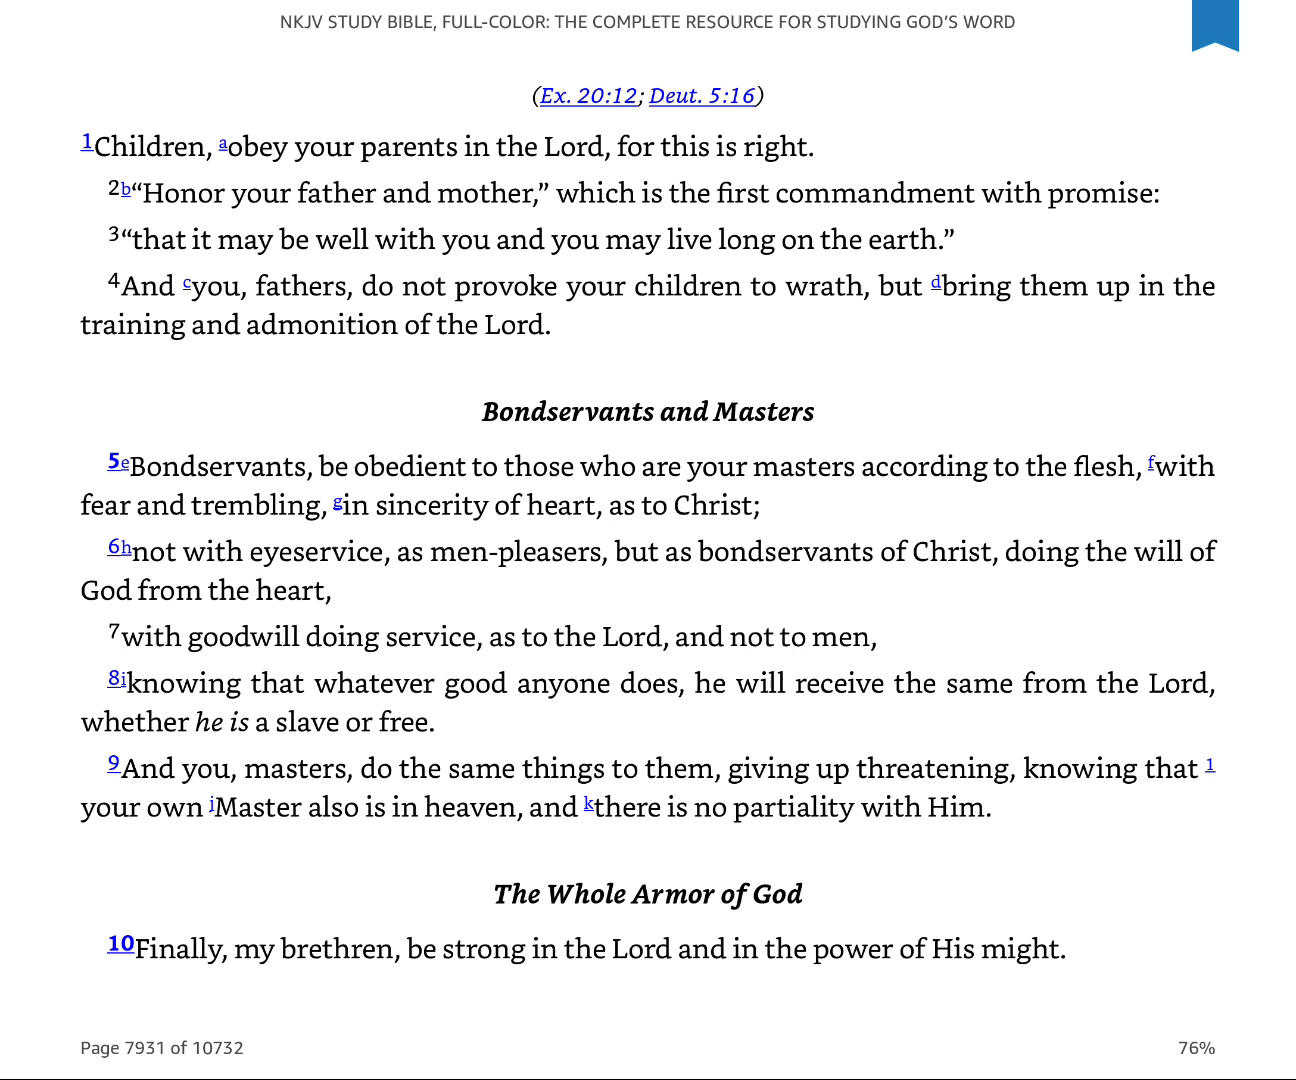 NKJV STUDY BIBLE, FULL-COLOR: THE COMPLETE RESOURCE FOR STUDYING GOD’S WORD
(Ex. 20:12; Deut. 5:16)
1Children, aobey your parents in the Lord, for this is right.
2b“Honor your father and mother,” which is the first commandment with promise:
3“that it may be well with you and you may live long on the earth.”
4And cyou, fathers, do not provoke your children to wrath, but dbring them up in the
training and admonition of the Lord.
Bondservants and Masters
5eBondservants, be obedient to those who are your masters according to the flesh, fwith
fear and trembling, gin sincerity of heart, as to Christ;
6hnot with eyeservice, as men-pleasers, but as bondservants of Christ, doing the will of
God from the heart,
7with goodwill doing service, as to the Lord, and not to men,
8iknowing that whatever good anyone does, he will receive the same from the Lord,
whether he is a slave or free.
9And you, masters, do the same things to them, giving up threatening, knowing that 1
your own jMaster also is in heaven, and kthere is no partiality with Him.
The Whole Armor of God
10Finally, my brethren, be strong in the Lord and in the power of His might.
Page 7931 of 10732
76%